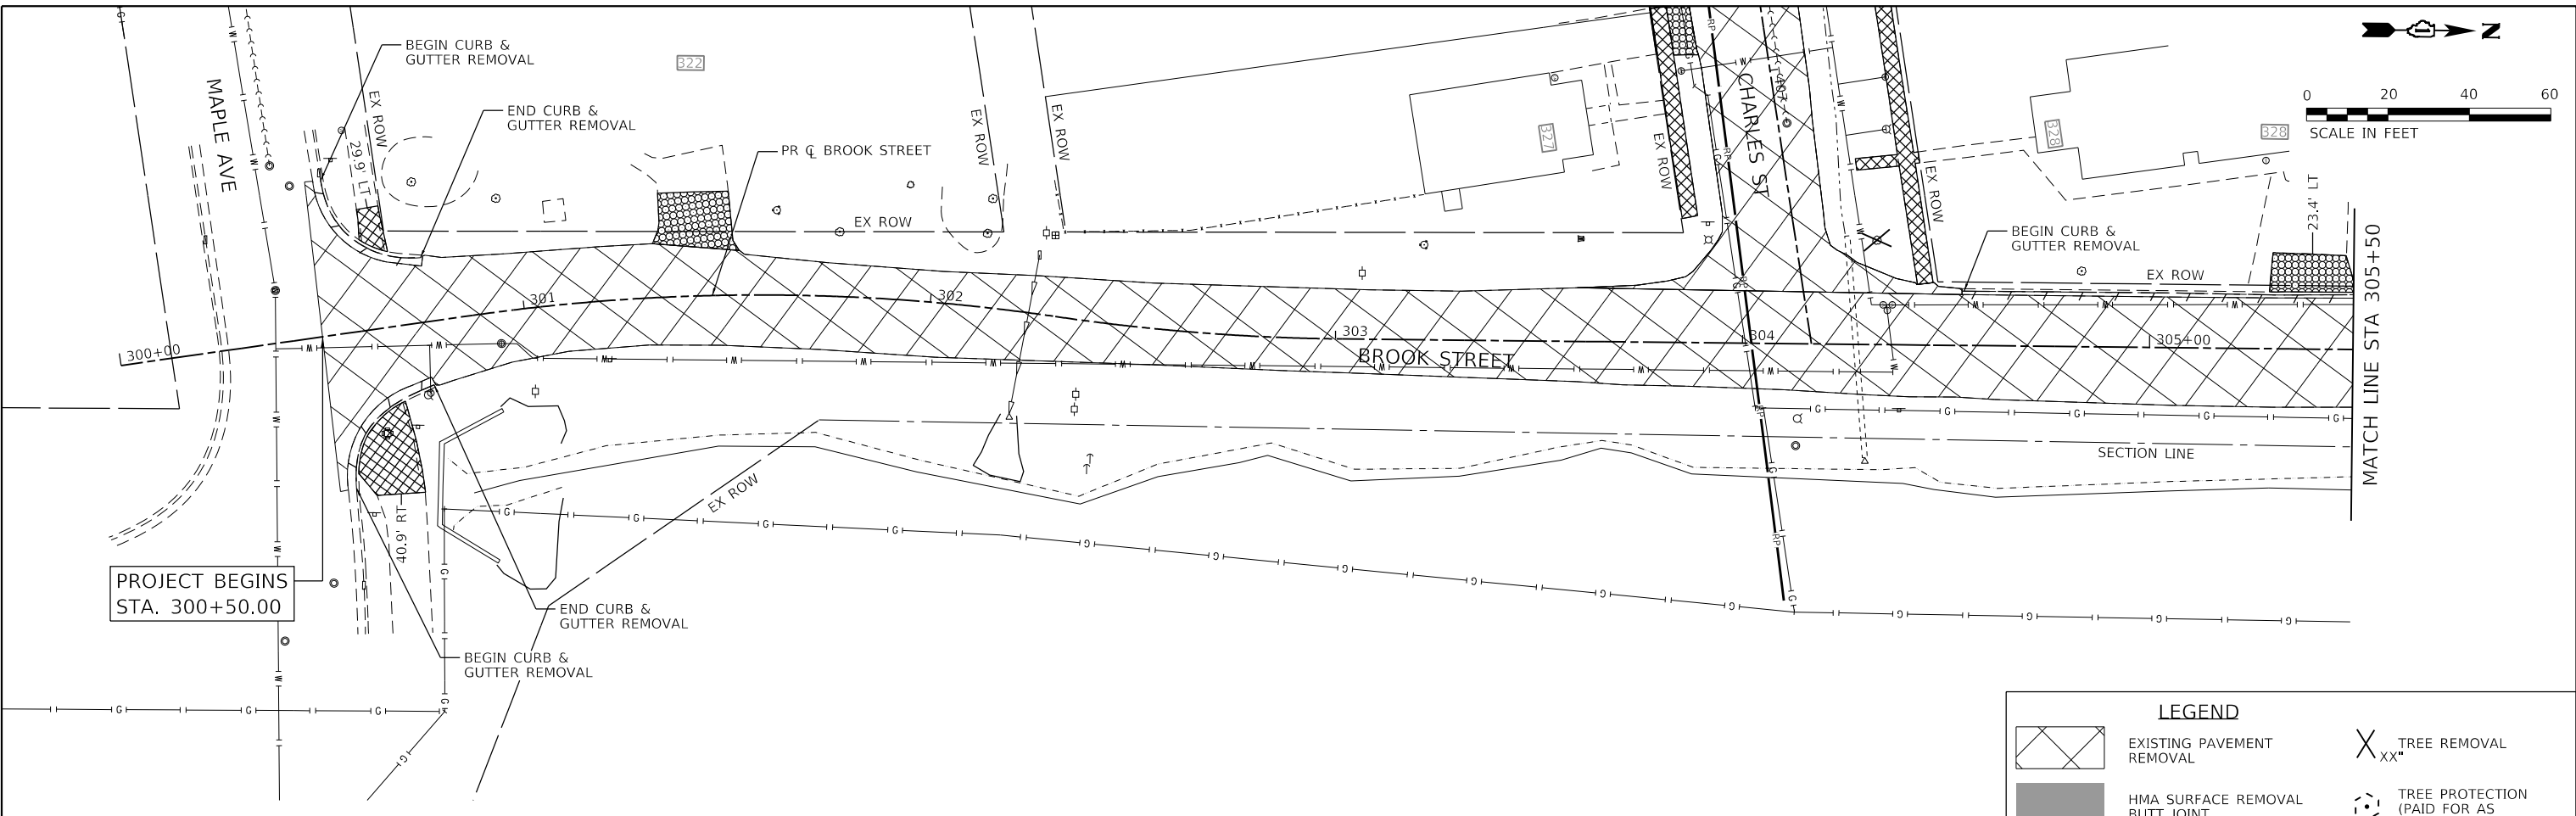 BEGIN CURB &
GUTTER REMOVAL
322
MAPLE AVE
EX ROW
END CURB &
GUTTER REMOVAL
29.9' LT
PR ℄ BROOK STREET
EX ROW
EX ROW
EX ROW
327
EX ROW
CHARLES ST
EX ROW
328
328
N
0 20 40 60
SCALE IN FEET
23.4' LT
BEGIN CURB &
GUTTER REMOVAL
EX ROW
MATCH LINE STA 305+50
300+00
301
302
303
304
305+00
BROOK STREET
SECTION LINE
EX ROW
40.9' RT
PROJECT BEGINS
STA. 300+50.00
END CURB &
GUTTER REMOVAL
BEGIN CURB &
GUTTER REMOVAL
LEGEND
EXISTING PAVEMENT
REMOVAL
XX"
TREE REMOVAL
HMA SURFACE REMOVAL
BUTT JOINT
TREE PROTECTION
(PAID FOR AS